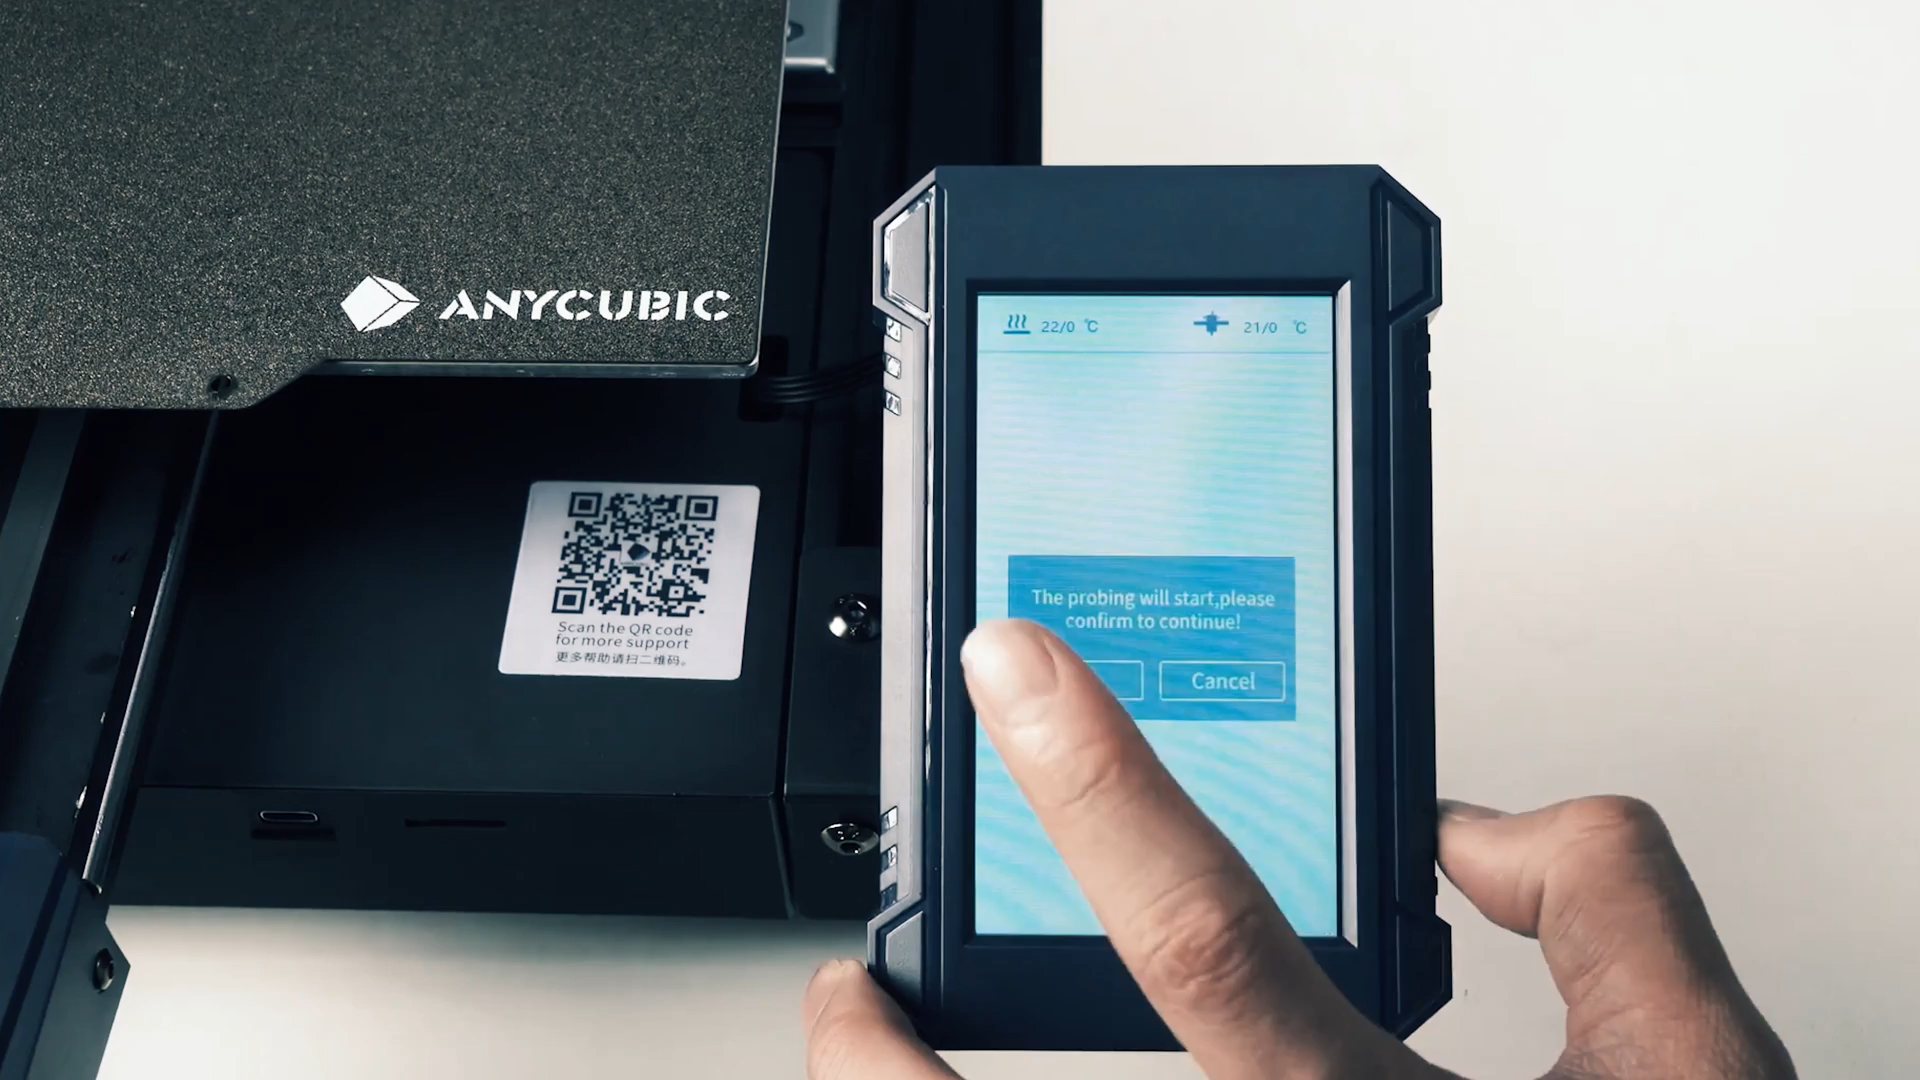 ANYCUBIC
22/0 ℃
21/0 ℃
The probing will start,please
confirm to continue!
Cancel
Scan the QR code
for more support
更多帮助请扫二维码。